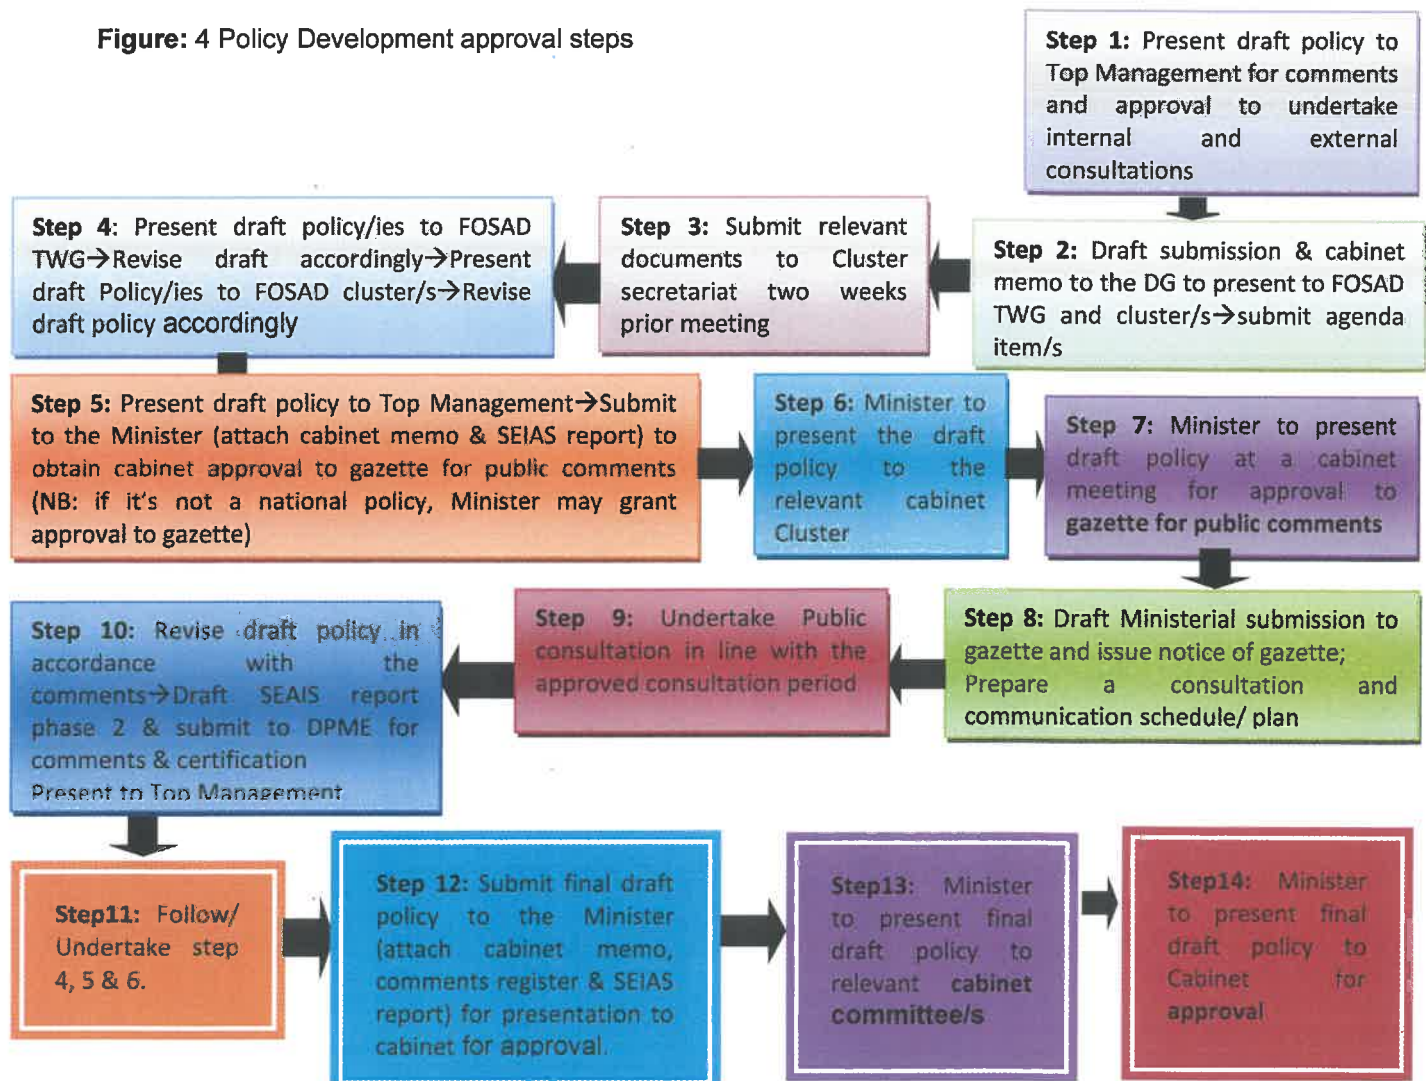 Figure: 4 Policy Development approval steps
Step 1: Present draft policy to
Top Management for comments
and approval to undertake
internal and external
consultations
Step 2: Draft submission & cabinet
memo to the DG to present to FOSAD
TWG and cluster/s→submit agenda
item/s
Step 3: Submit relevant
documents to Cluster
secretariat two weeks
prior meeting
Step 4: Present draft policy/ies to FOSAD
TWG→Revise draft accordingly→Present
draft Policy/ies to FOSAD cluster/s→Revise
draft policy accordingly
Step 5: Present draft policy to Top Management→Submit
to the Minister (attach cabinet memo & SEIAS report) to
obtain cabinet approval to gazette for public comments
(NB: if it's not a national policy, Minister may grant
approval to gazette)
Step 6: Minister to
present the draft
policy to the
relevant cabinet
Cluster
Step 7: Minister to present
draft policy at a cabinet
meeting for approval to
gazette for public comments
Step 8: Draft Ministerial submission to
gazette and issue notice of gazette;
Prepare a consultation and
communication schedule/ plan
Step 9: Undertake Public
consultation in line with the
approved consultation period
Step 10: Revise draft policy in
accordance with the
comments→Draft SEAIS report
phase 2 & submit to DPME for
comments & certification
Present to Top Management
Step11: Follow/
Undertake step
4, 5 & 6.
Step 12: Submit final draft
policy to the Minister
(attach cabinet memo,
comments register & SEIAS
report) for presentation to
cabinet for approval.
Step13: Minister
to present final
draft policy to
relevant cabinet
committee/s
Step14: Minister
to present final
draft policy to
Cabinet for
approval